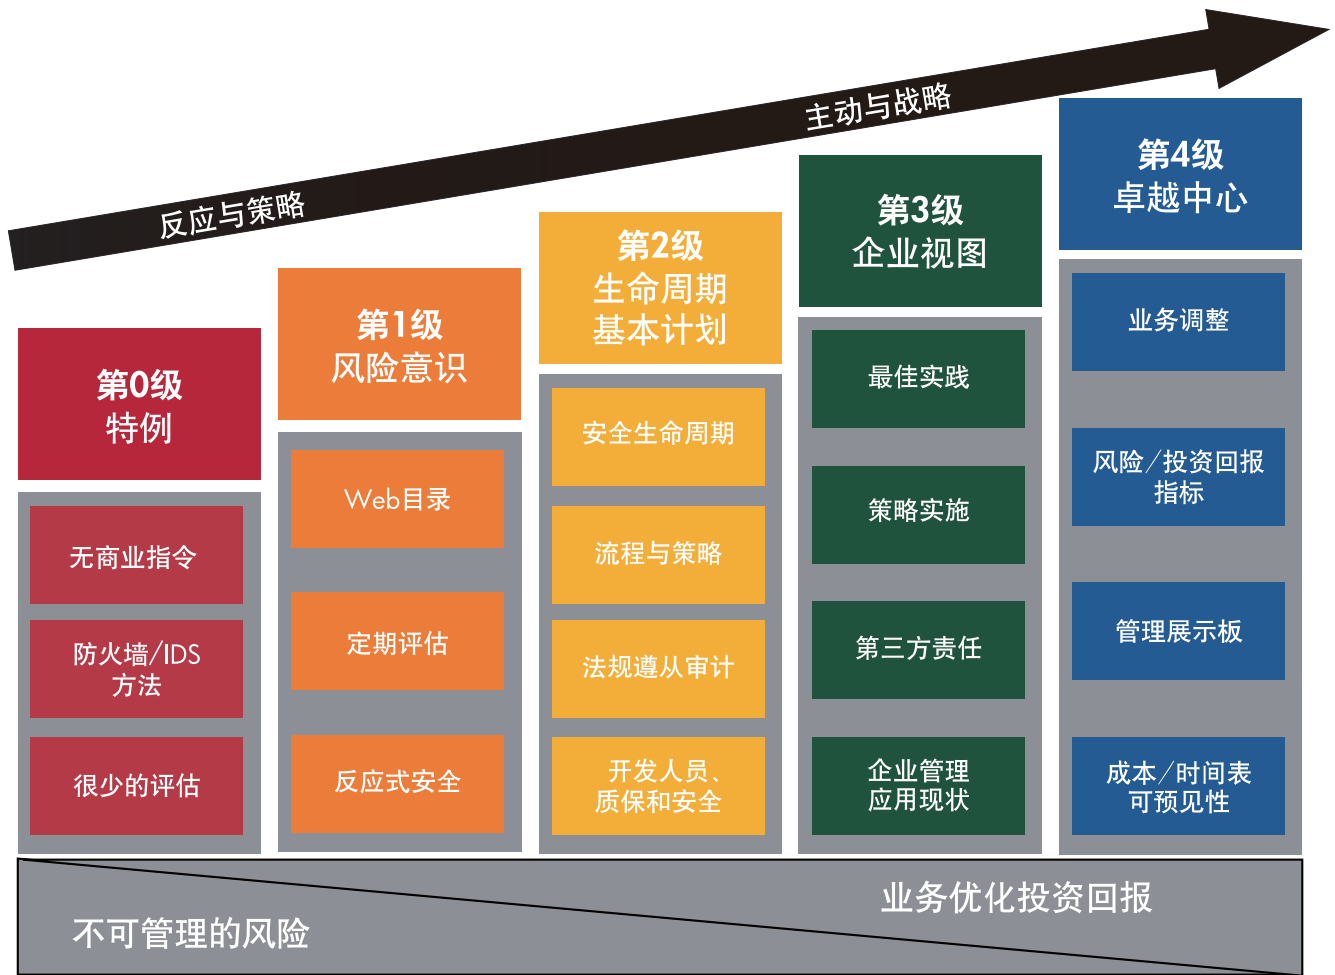 反应与策略
主动与战略
第0级
特例
无商业指令
防火墙/IDS
方法
很少的评估
第1级
风险意识
Web目录
定期评估
反应式安全
第2级
生命周期
基本计划
安全生命周期
流程与策略
法规遵从审计
开发人员、
质保和安全
第3级
企业视图
最佳实践
策略实施
第三方责任
企业管理
应用现状
第4级
卓越中心
业务调整
风险/投资回报
指标
管理展示板
成本/时间表
可预见性
不可管理的风险
业务优化投资回报